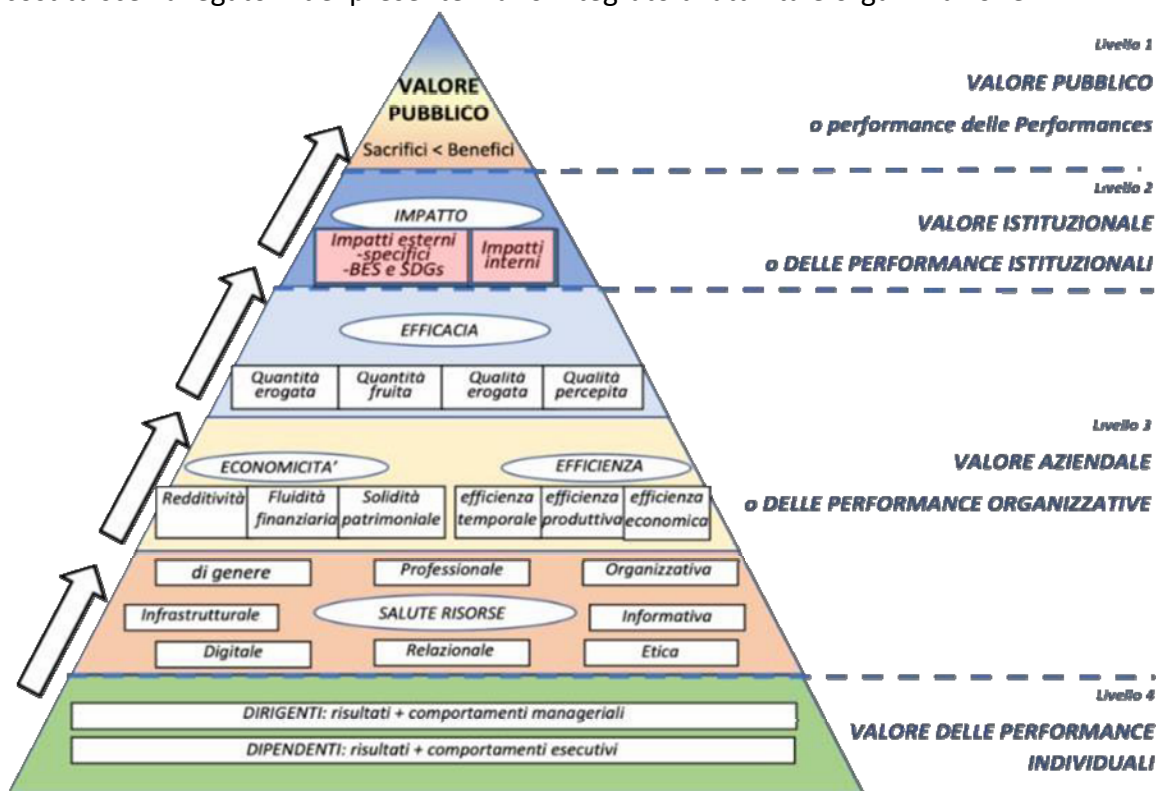 VALORE
PUBBLICO
Sacrifici < Benefici
Livello 1
VALORE PUBBLICO
o performance delle Performances
IMPATTO
Impatti esterni
-specifici
-BES e SDGs
Impatti
interni
Livello 2
VALORE ISTITUZIONALE
o DELLE PERFORMANCE ISTITUZIONALI
EFFICACIA
Quantità
erogata
Quantità
fruita
Qualità
erogata
Qualità
percepita
Livello 3
VALORE AZIENDALE
o DELLE PERFORMANCE ORGANIZZATIVE
ECONOMICITA'
EFFICIENZA
Redditività
Fluidità
finanziaria
Solidità
patrimoniale
efficienza
temporale
efficienza
produttiva
efficienza
economica
di genere
Professionale
Organizzativa
Infrastrutturale
SALUTE RISORSE
Informativa
Digitale
Relazionale
Etica
Livello 4
VALORE DELLE PERFORMANCE
INDIVIDUALI
DIRIGENTI: risultati + comportamenti manageriali
DIPENDENTI: risultati + comportamenti esecutivi